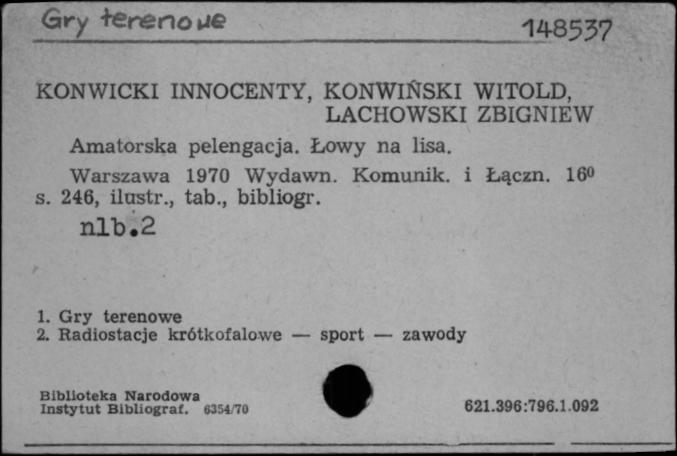 Gry terenowe
148537
KONWICKI INNOCENTY, KONWIŃSKI WITOLD,
LACHOWSKI ZBIGNIEW
Amatorska pelengacja. Łowy na lisa.
Warszawa 1970 Wydawn. Komunik. i Łączn. 16⁰
s. 246, ilustr., tab., bibliogr.
nlb.2
1. Gry terenowe
2. Radiostacje krótkofalowe — sport — zawody
Biblioteka Narodowa
Instytut Bibliograf. 6354/70
621.396:796.1.092